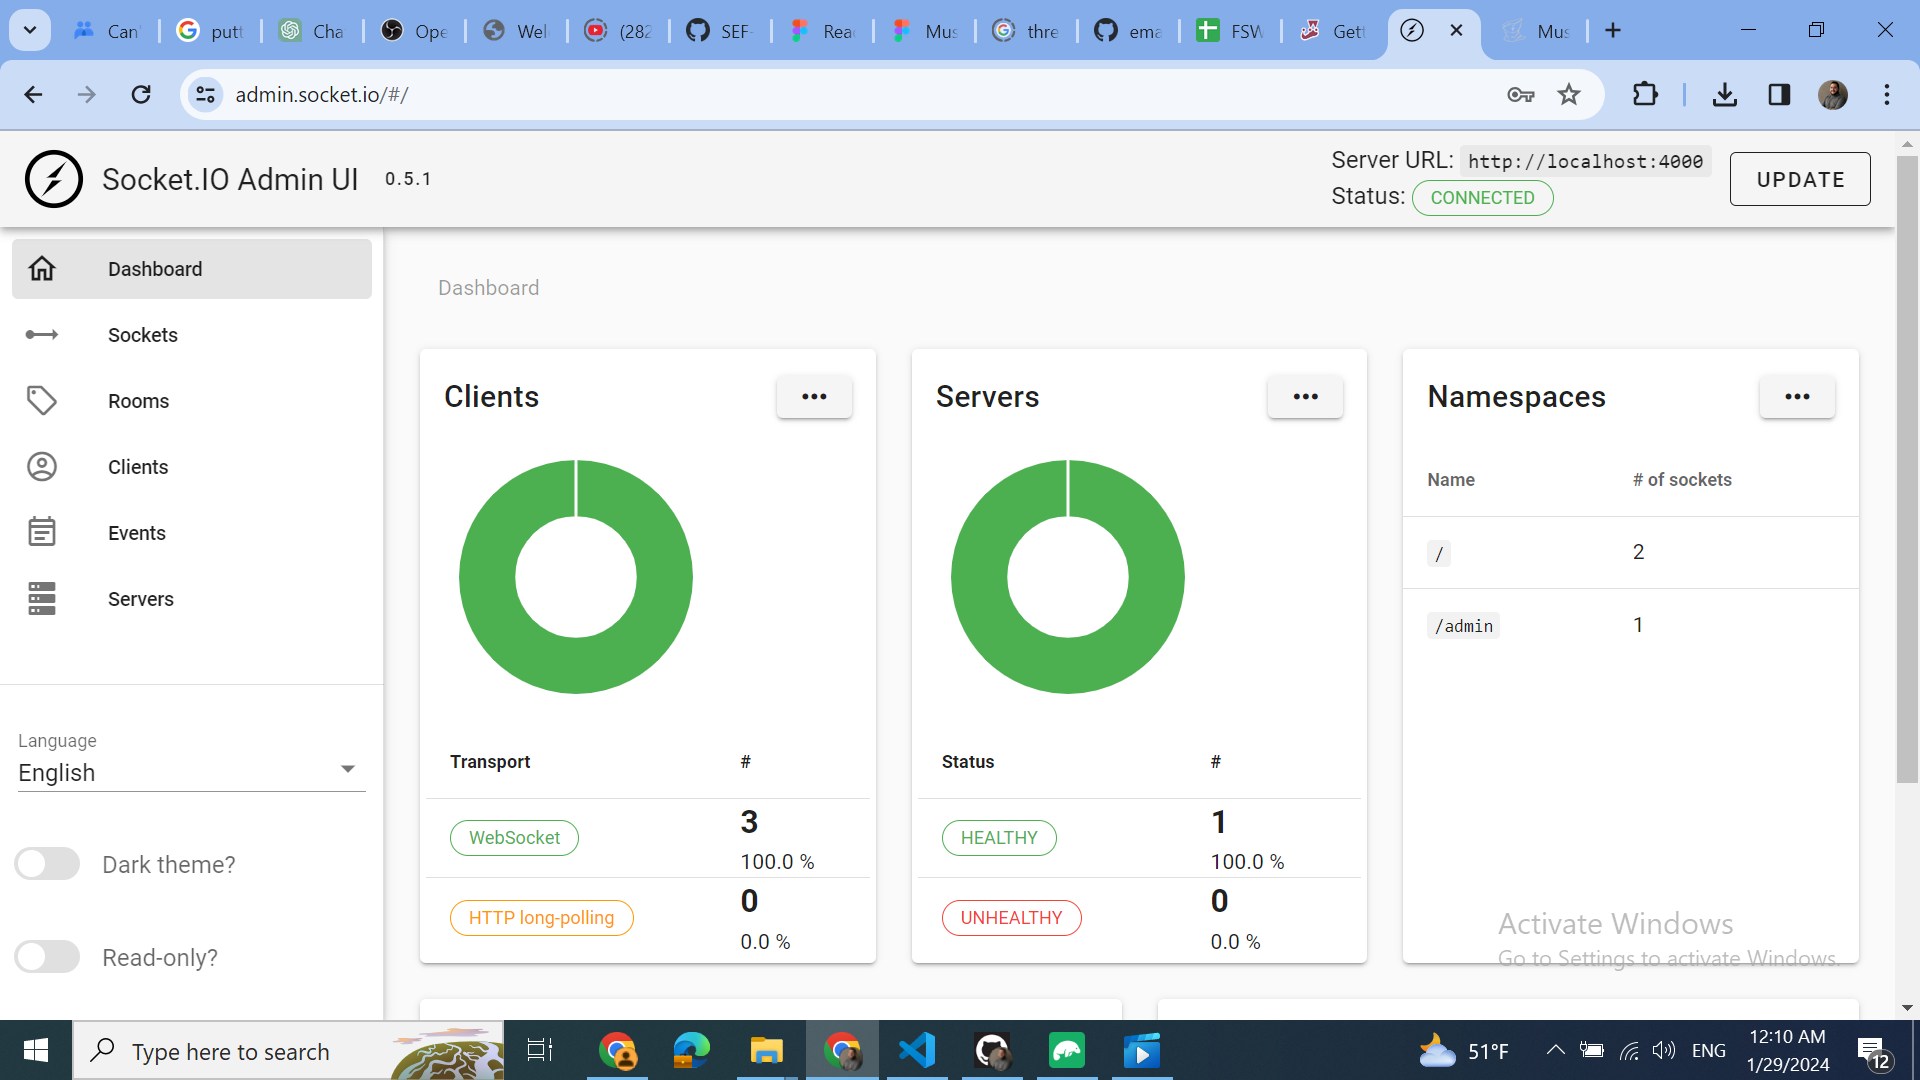 Can'
putt
Cha
Ope
Wel
(282
SEF-
Rea
Mus
thre
ema
FSW
Gett
Mus
admin.socket.io/#/
Socket.IO Admin UI 0.5.1
Server URL: http://localhost:4000
Status: CONNECTED
UPDATE
Dashboard
Sockets
Rooms
Clients
Events
Servers
Language
English
Dark theme?
Read-only?
Dashboard
Clients
Transport #
WebSocket 3
100.0 %
HTTP long-polling 0
0.0 %
Servers
Status #
HEALTHY 1
100.0 %
UNHEALTHY 0
0.0 %
Namespaces
Name # of sockets
/ 2
/admin 1
Activate Windows
Go to Settings to activate Windows.
Type here to search
51°F
ENG
12:10 AM
1/29/2024
12